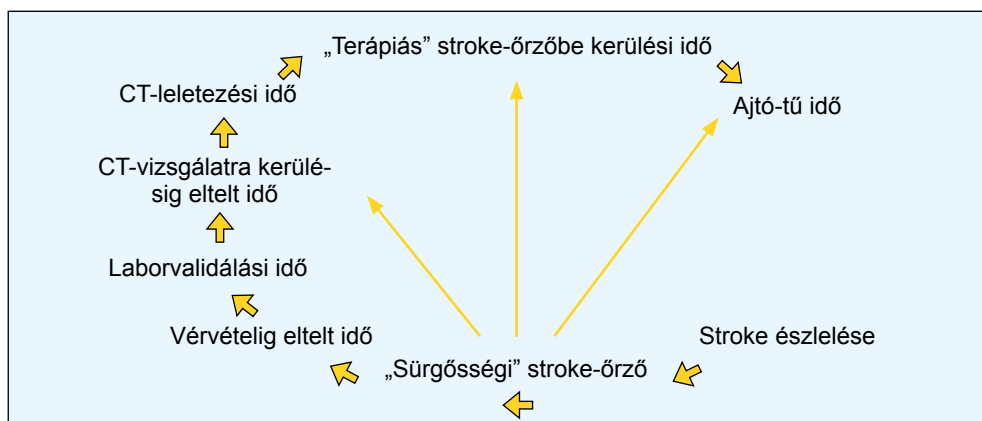 „Terápiás” stroke-őrzőbe kerülési idő
CT-leletezési idő
Ajtó-tű idő
CT-vizsgálatra kerülé-
sig eltelt idő
Laborvalidálási idő
Vérvételig eltelt idő
Stroke észlelése
„Sürgősségi” stroke-őrző